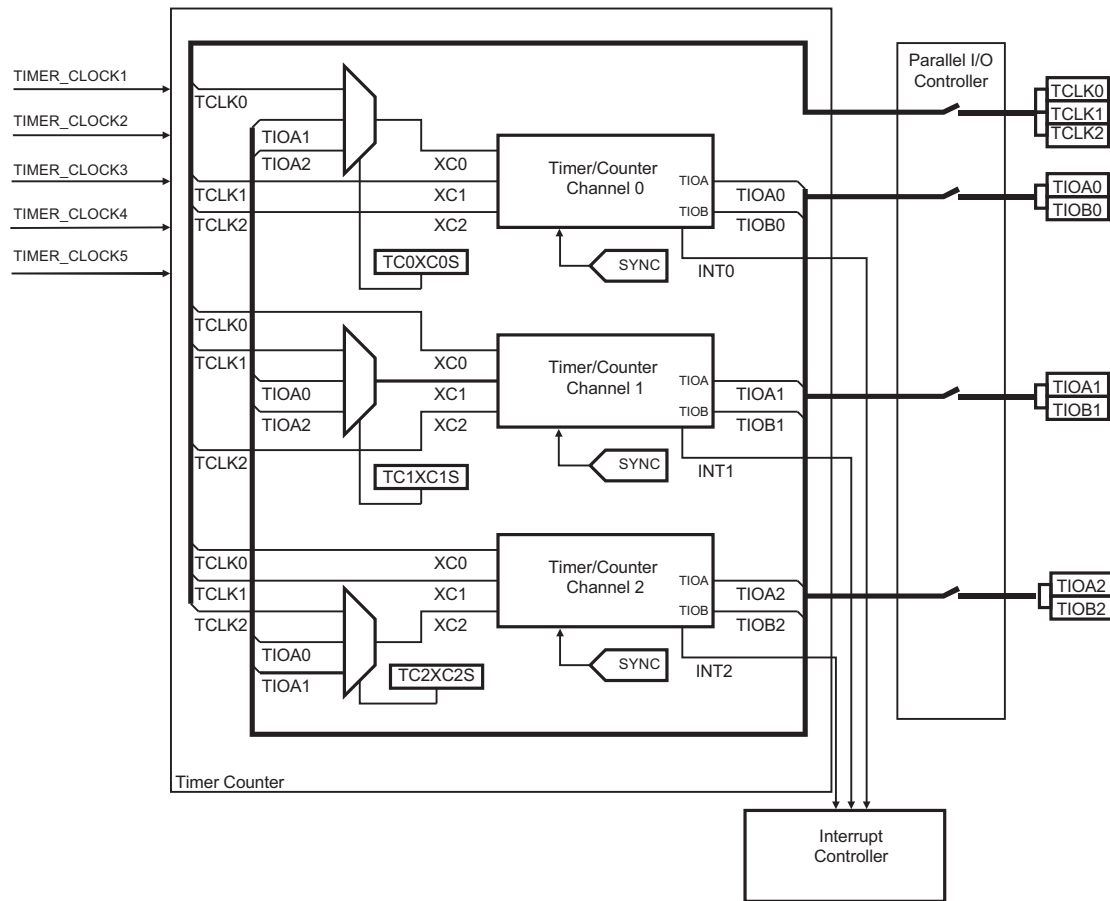 TIMER_CLOCK1
TIMER_CLOCK2
TIMER_CLOCK3
TIMER_CLOCK4
TIMER_CLOCK5
TCLK0
TIOA1
TIOA2
TCLK1
TCLK2
XC0
XC1
XC2
TC0XC0S
Timer/Counter
Channel 0
TIOA
TIOB
TIOA0
TIOB0
SYNC
INT0
TCLK0
TCLK1
TIOA0
TIOA2
TCLK2
XC0
XC1
XC2
TC1XC1S
Timer/Counter
Channel 1
TIOA
TIOB
TIOA1
TIOB1
SYNC
INT1
TCLK0
TCLK1
TCLK2
TIOA0
TIOA1
XC0
XC1
XC2
TC2XC2S
Timer/Counter
Channel 2
TIOA
TIOB
TIOA2
TIOB2
SYNC
INT2
Timer Counter
Parallel I/O
Controller
TCLK0
TCLK1
TCLK2
TIOA0
TIOB0
TIOA1
TIOB1
TIOA2
TIOB2
Interrupt
Controller